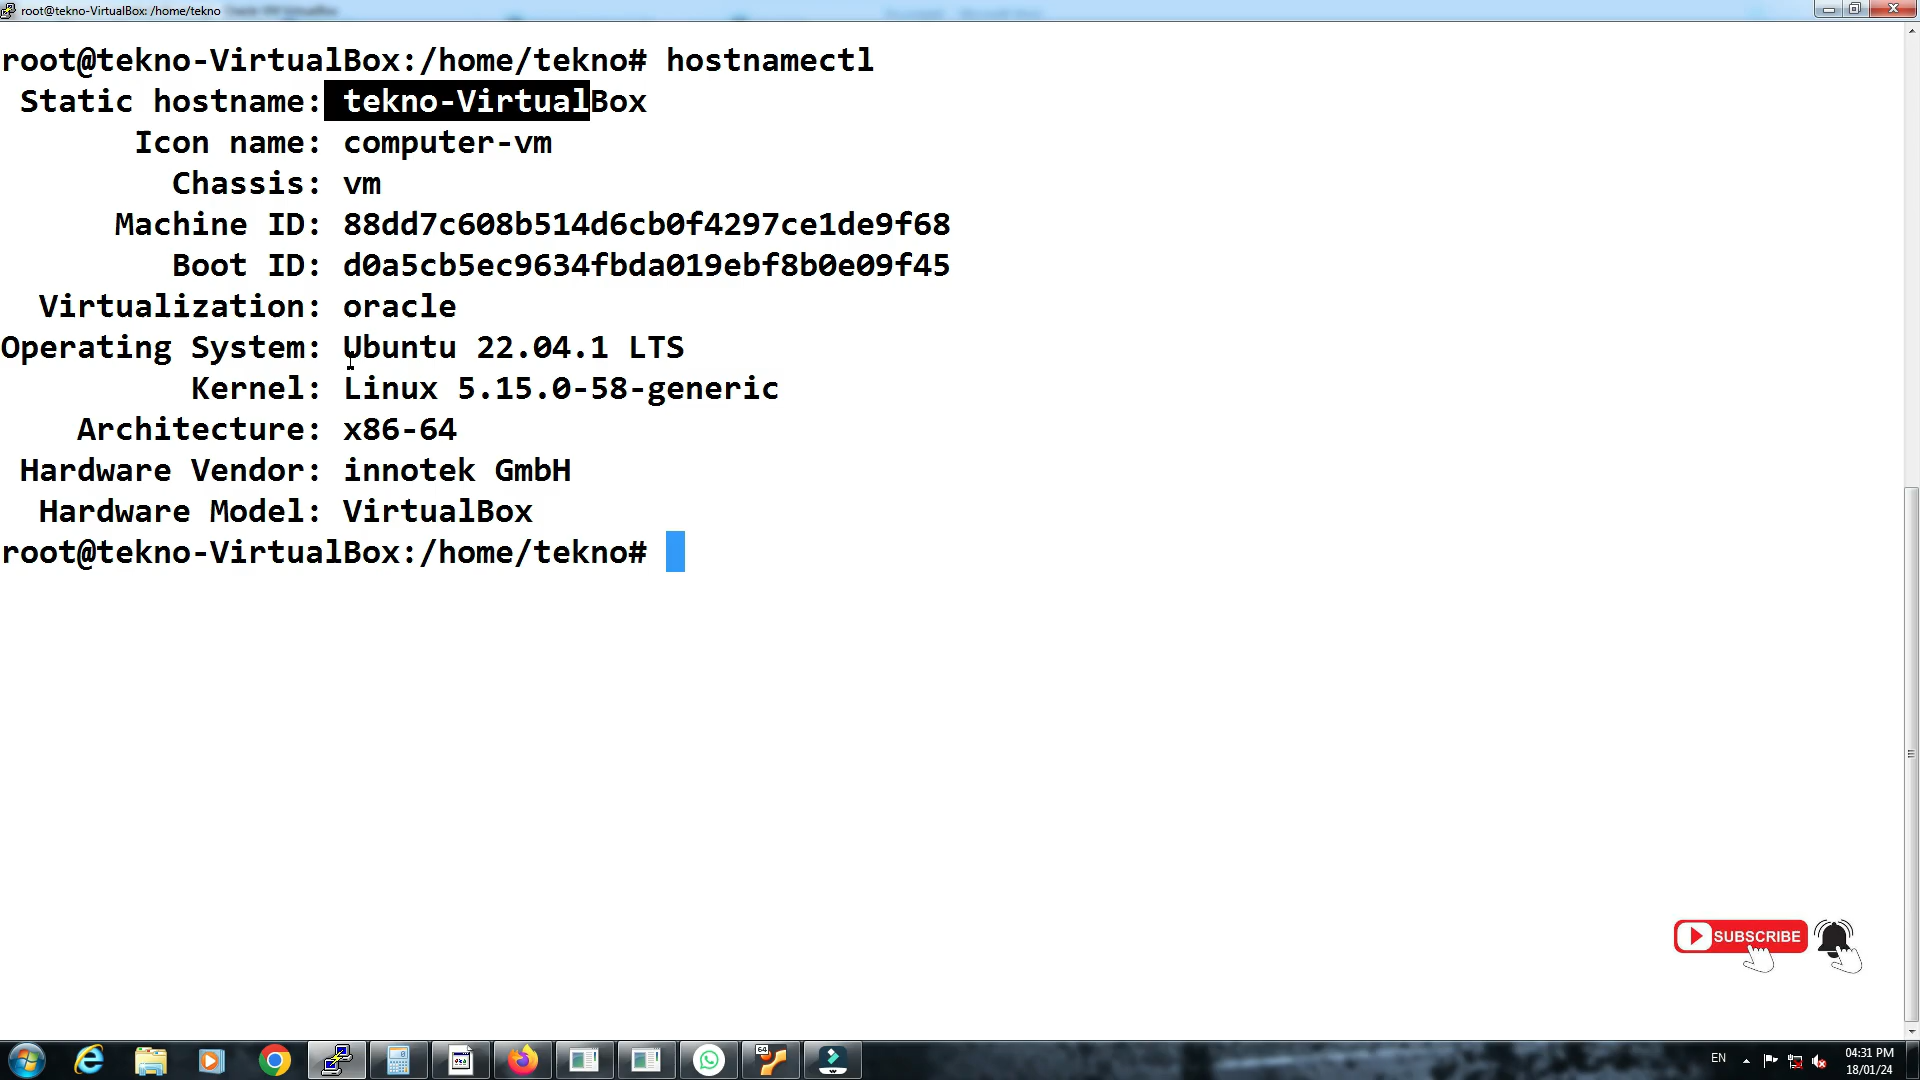 root@tekno-VirtualBox: /home/tekno
root@tekno-VirtualBox:/home/tekno# hostnamectl
Static hostname: tekno-VirtualBox
Icon name: computer-vm
Chassis: vm
Machine ID: 88dd7c608b514d6cb0f4297ce1de9f68
Boot ID: d0a5cb5ec9634fbda019ebf8b0e09f45
Virtualization: oracle
Operating System: Ubuntu 22.04.1 LTS
Kernel: Linux 5.15.0-58-generic
Architecture: x86-64
Hardware Vendor: innotek GmbH
Hardware Model: VirtualBox
root@tekno-VirtualBox:/home/tekno#
SUBSCRIBE
64
EN
04:31 PM
18/01/24